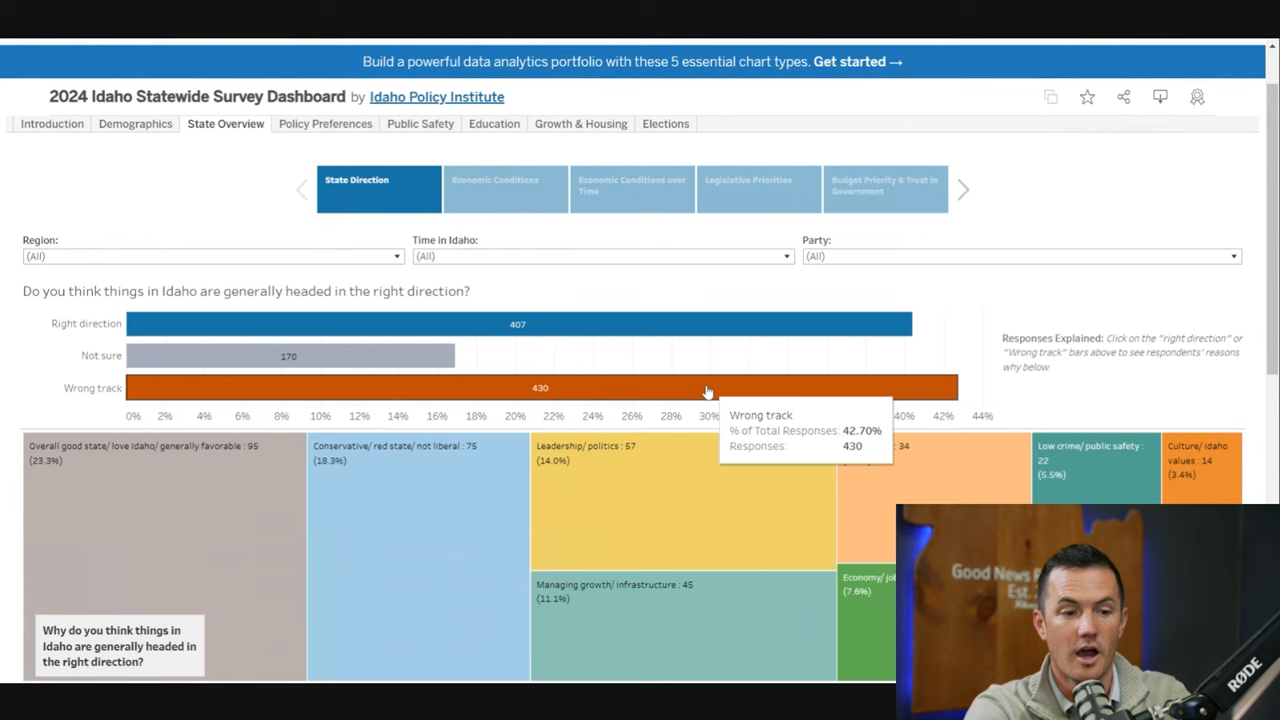 Build a powerful data analytics portfolio with these 5 essential chart types. Get started →
2024 Idaho Statewide Survey Dashboard by Idaho Policy Institute
Introduction
Demographics
State Overview
Policy Preferences
Public Safety
Education
Growth & Housing
Elections
State Direction
Economic Conditions
Economic Conditions over
Time
Legislative Priorities
Budget Priority & Trust in
Government
Region:
(All)
Time in Idaho:
(All)
Party:
(All)
Do you think things in Idaho are generally headed in the right direction?
Right direction
407
Not sure
170
Wrong track
430
Responses Explained: Click on the "right direction" or
"Wrong track" bars above to see respondents' reasons
why below.
0% 2% 4% 6% 8% 10% 12% 14% 16% 18% 20% 22% 24% 26% 28% 30% 40% 42% 44%
Wrong track
% of Total Responses: 42.70%
Responses: 430
Overall good state/ love Idaho/ generally favorable : 95
(23.3%)
Conservative/ red state/ not liberal : 75
(18.3%)
Leadership/ politics : 57
(14.0%)
: 34
Low crime/ public safety :
22
(5.5%)
Culture/ Idaho
values : 14
(3.4%)
Managing growth/ infrastructure : 45
(11.1%)
Economy/
(7.6%)
Why do you think things in
Idaho are generally headed in
the right direction?
Good News
Est.
RØDE